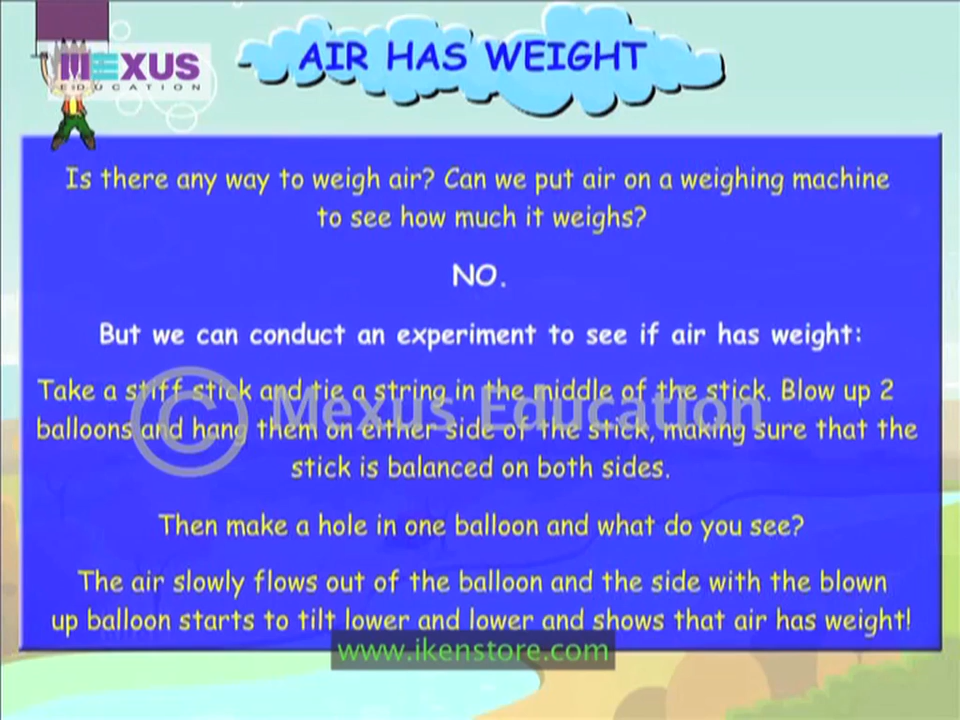 MEXUS
EDUCATION
AIR HAS WEIGHT
Is there any way to weigh air? Can we put air on a weighing machine
to see how much it weighs?
NO.
But we can conduct an experiment to see if air has weight:
Take a stiff stick and tie a string in the middle of the stick. Blow up 2
balloons and hang them on either side of the stick, making sure that the
stick is balanced on both sides.
© Mexus Education
Then make a hole in one balloon and what do you see?
The air slowly flows out of the balloon and the side with the blown
up balloon starts to tilt lower and lower and shows that air has weight!
www.ikenstore.com